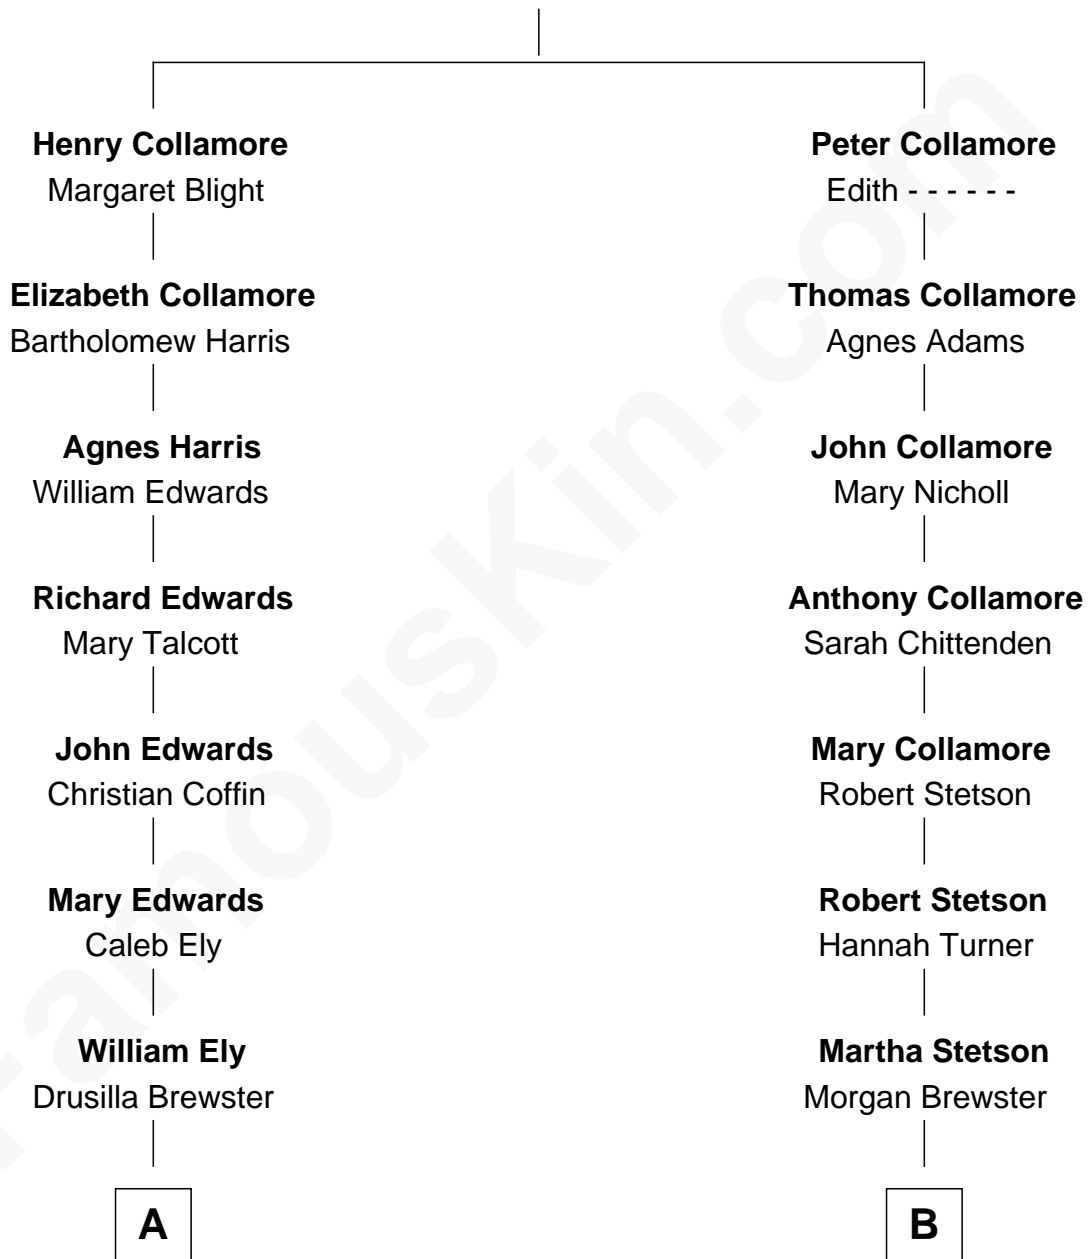 Henry Collamore
Margaret Blight
Elizabeth Collamore
Bartholomew Harris
Agnes Harris
William Edwards
Richard Edwards
Mary Talcott
John Edwards
Christian Coffin
Mary Edwards
Caleb Ely
William Ely
Drusilla Brewster
A
Peter Collamore
Edith - - - - - -
Thomas Collamore
Agnes Adams
John Collamore
Mary Nicholl
Anthony Collamore
Sarah Chittenden
Mary Collamore
Robert Stetson
Robert Stetson
Hannah Turner
Martha Stetson
Morgan Brewster
B
FamousKin.com